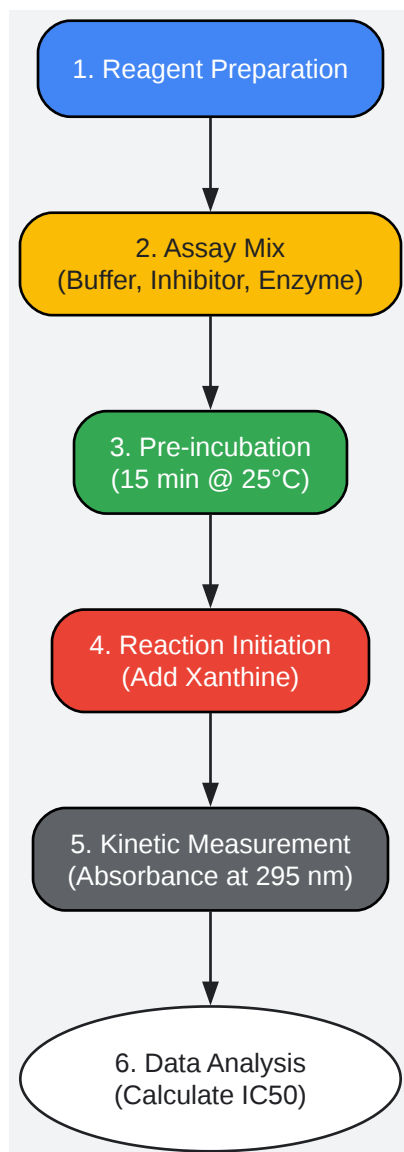 1. Reagent Preparation
2. Assay Mix
(Buffer, Inhibitor, Enzyme)
3. Pre-incubation
(15 min @ 25°C)
4. Reaction Initiation
(Add Xanthine)
5. Kinetic Measurement
(Absorbance at 295 nm)
6. Data Analysis
(Calculate IC50)